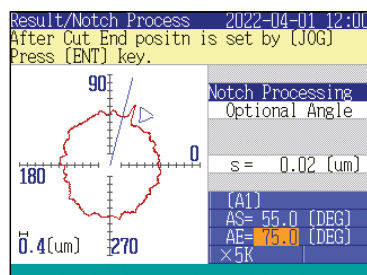 Result/Notch Process 2022-04-01 12:00
After Cut End positn is set by [JOG]
Press [ENT] key.
90
Notch Processing
Optional Angle
0
180
s = 0.02 (um)
(A1)
AS= 55.0 [DEG]
AE= 75.0 [DEG]
0.4(um) 270
×5K